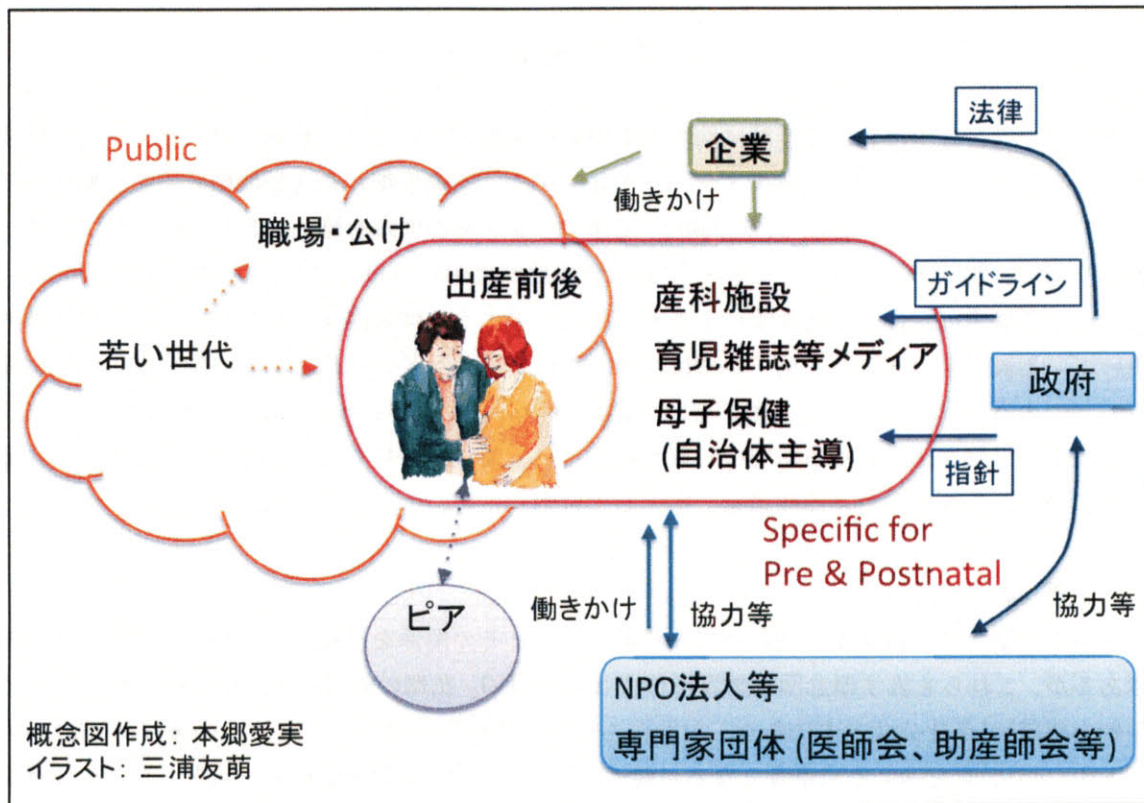 法律
企業
Public
働きかけ
職場・公け
出産前後
産科施設
ガイドライン
若い世代
育児雑誌等メディア
政府
母子保健
(自治体主導)
指針
Specific for
Pre & Postnatal
ピア
働きかけ
協力等
協力等
NPO法人等
専門家団体 (医師会、助産師会等)
概念図作成: 本郷愛実
イラスト: 三浦友萌